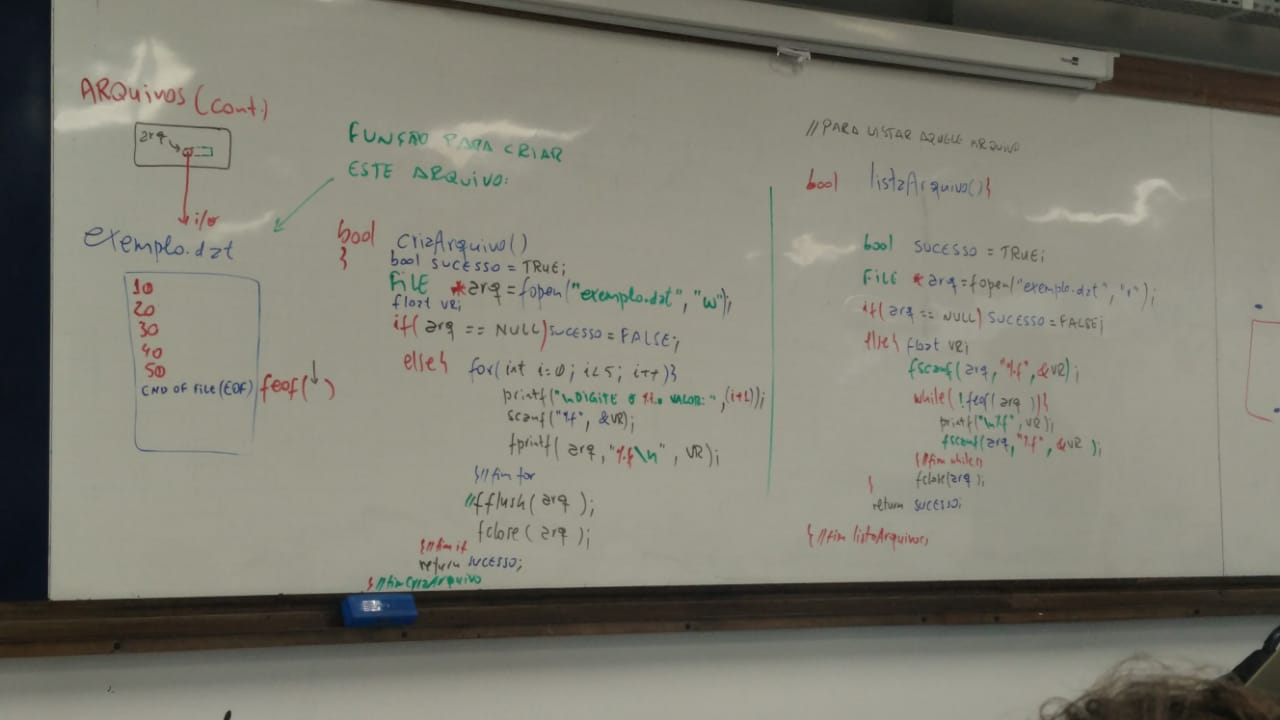 ARQUIVOS (cont.)
arq
i/o
exemplo.dat
10
20
30
40
50
END OF FILE (EOF)
feof( )
FUNÇÃO PARA CRIAR
ESTE ARQUIVO:
bool criaArquivo()
{
bool SUCESSO = TRUE;
FILE *arq = fopen("exemplo.dat", "w");
float VR;
if( arq == NULL) SUCESSO = FALSE;
else{ for( int i=0; i<5; i++){
printf("\nDIGITE O %do VALOR: ", (i+1));
scanf("%f", &VR);
fprintf( arq, "%f\n", VR);
}//fim for
//fflush( arq );
fclose( arq );
}//fim if
return SUCESSO;
}//fim criaArquivo
//PARA LISTAR AQUELE ARQUIVO
bool listaArquivo(){
bool SUCESSO = TRUE;
FILE *arq = fopen("exemplo.dat", "r");
if( arq == NULL) SUCESSO = FALSE;
else{ float VR;
fscanf( arq, "%f", &VR);
while( !feof( arq )){
printf("\n%f", VR);
fscanf(arq, "%f", &VR );
}//fim while
fclose(arq );
}
return SUCESSO;
}//fim listaArquivo